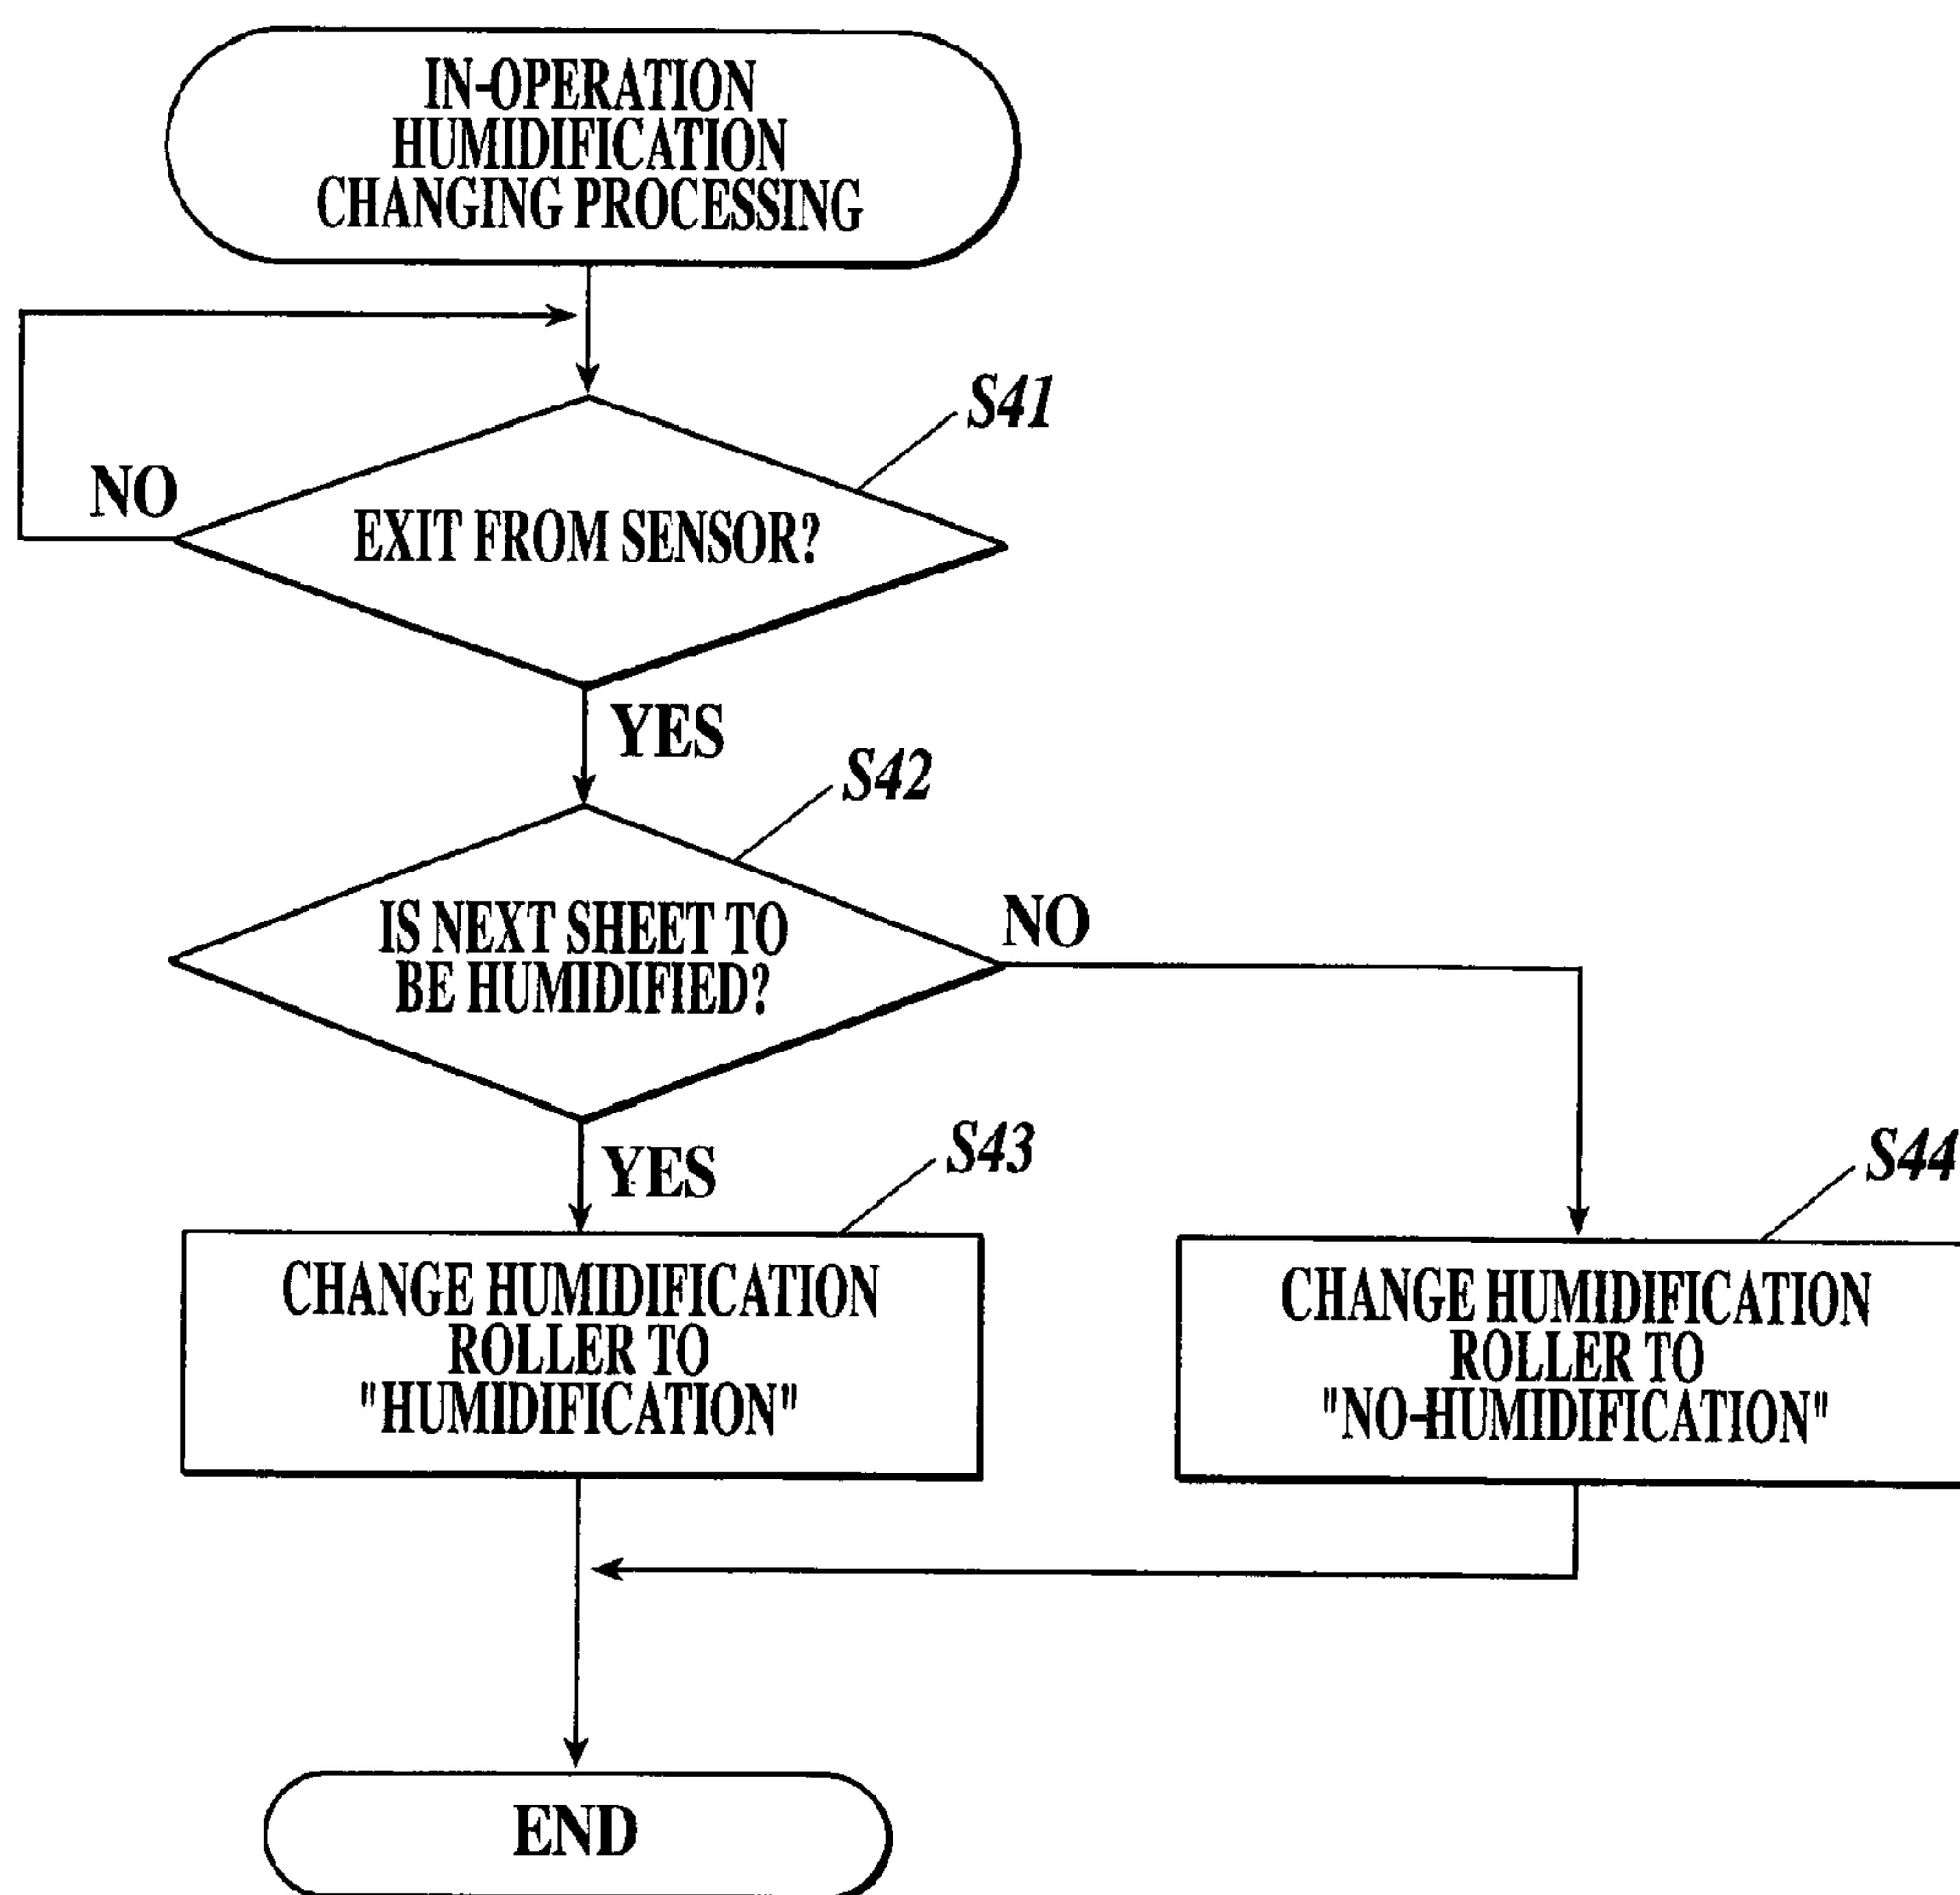 IN-OPERATION
HUMIDIFICATION
CHANGING PROCESSING
S41
NO
EXIT FROM SENSOR?
YES
S42
IS NEXT SHEET TO
BE HUMIDIFIED?
NO
YES
S43
S44
CHANGE HUMIDIFICATION
ROLLER TO
"HUMIDIFICATION"
CHANGE HUMIDIFICATION
ROLLER TO
"NO-HUMIDIFICATION"
END